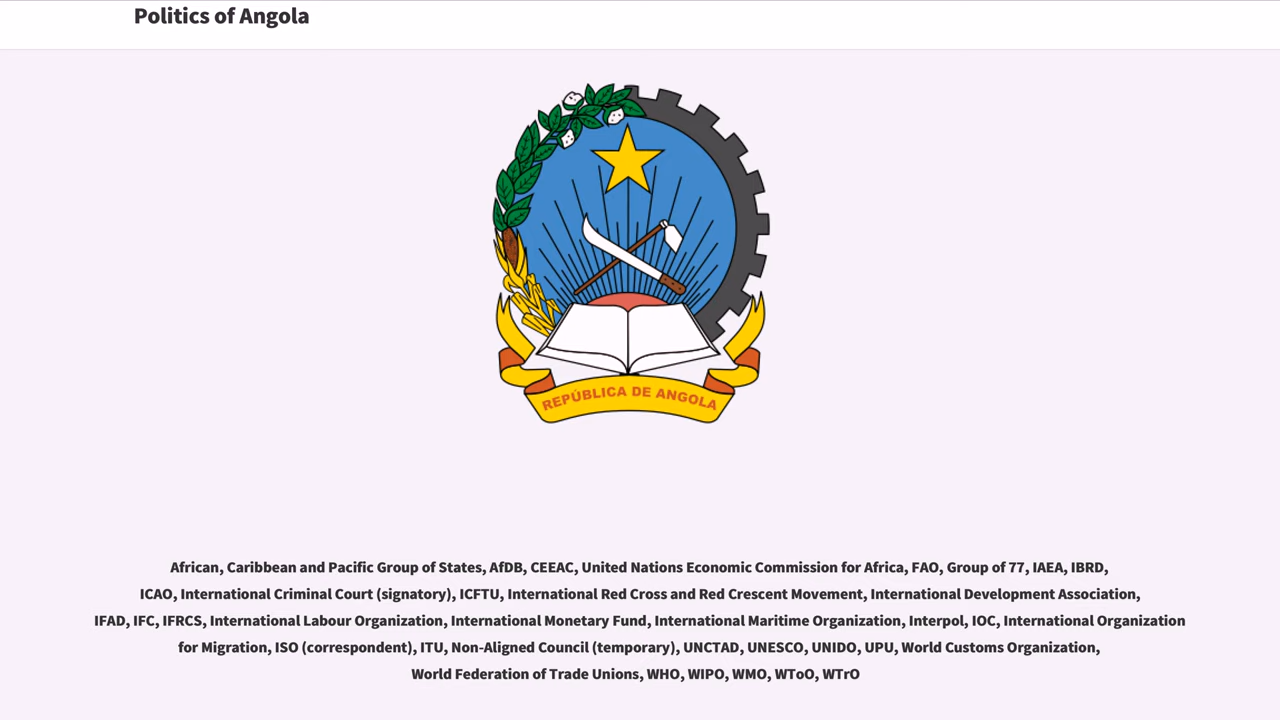 Politics of Angola
REPÚBLICA DE ANGOLA
African, Caribbean and Pacific Group of States, AfDB, CEEAC, United Nations Economic Commission for Africa, FAO, Group of 77, IAEA, IBRD,
ICAO, International Criminal Court (signatory), ICFTU, International Red Cross and Red Crescent Movement, International Development Association,
IFAD, IFC, IFRCS, International Labour Organization, International Monetary Fund, International Maritime Organization, Interpol, IOC, International Organization
for Migration, ISO (correspondent), ITU, Non-Aligned Council (temporary), UNCTAD, UNESCO, UNIDO, UPU, World Customs Organization,
World Federation of Trade Unions, WHO, WIPO, WMO, WToO, WTrO